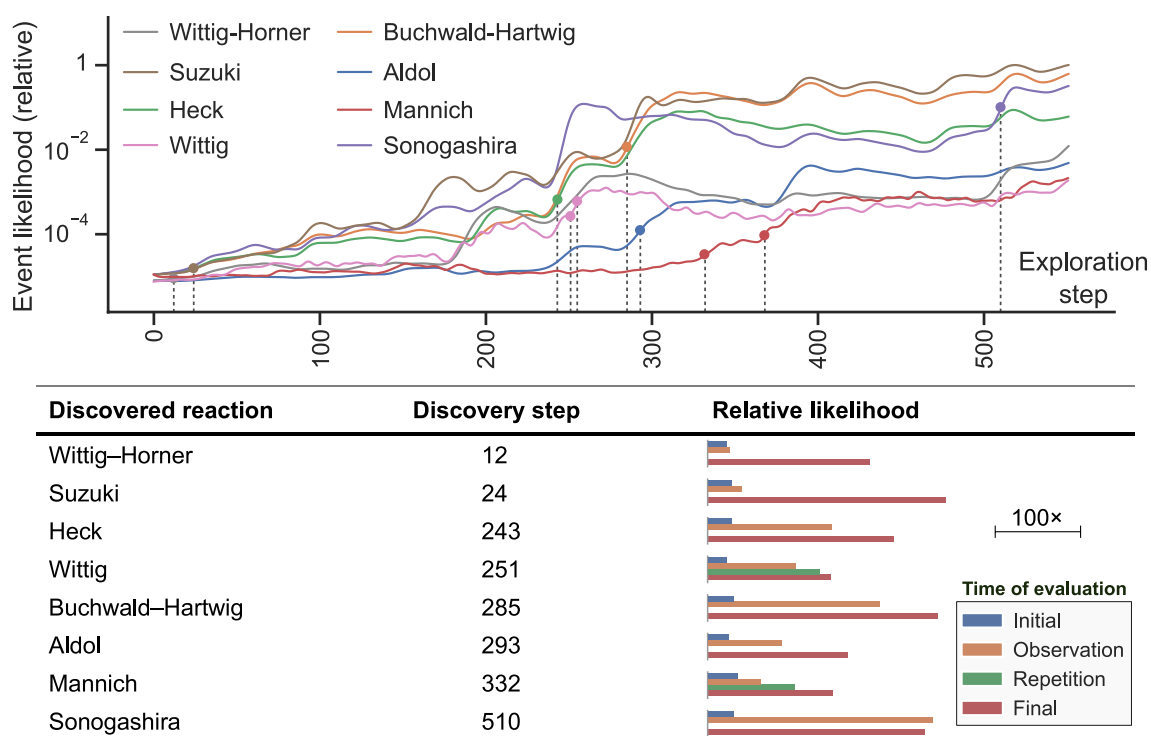 Event likelihood (relative)
Wittig-Horner
Buchwald-Hartwig
Suzuki
Aldol
Heck
Mannich
Wittig
Sonogashira
1
10⁻²
10⁻⁴
Exploration
step
0
100
200
300
400
500
Discovered reaction Discovery step Relative likelihood
Wittig–Horner 12
Suzuki 24
Heck 243
100×
Wittig 251
Buchwald–Hartwig 285
Aldol 293
Mannich 332
Sonogashira 510
Time of evaluation
Initial
Observation
Repetition
Final